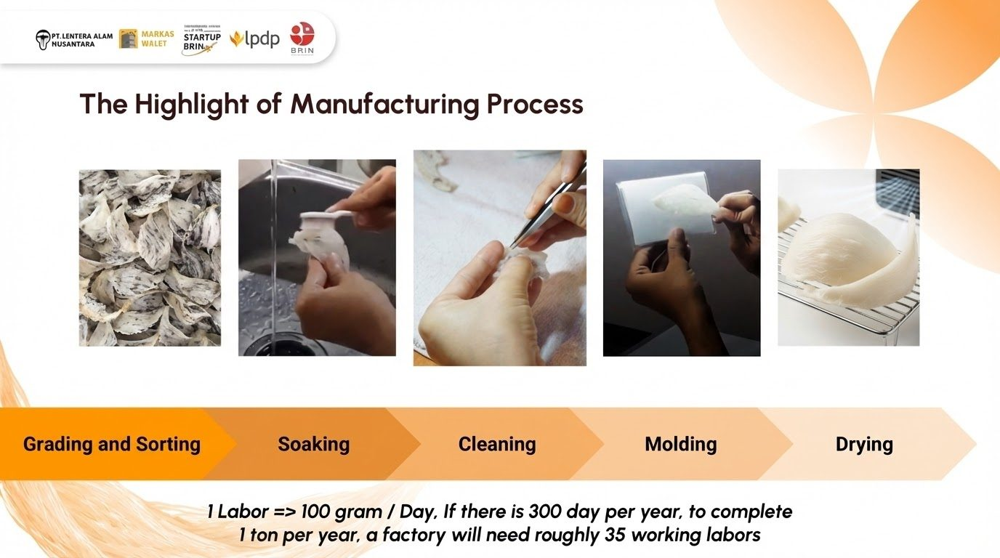 PT. LENTERA ALAM
NUSANTARA
MARKAS
WALET
STARTUP
BRIN
lpdp
BRIN
The Highlight of Manufacturing Process
Grading and Sorting
Soaking
Cleaning
Molding
Drying
1 Labor => 100 gram / Day, If there is 300 day per year, to complete
1 ton per year, a factory will need roughly 35 working labors